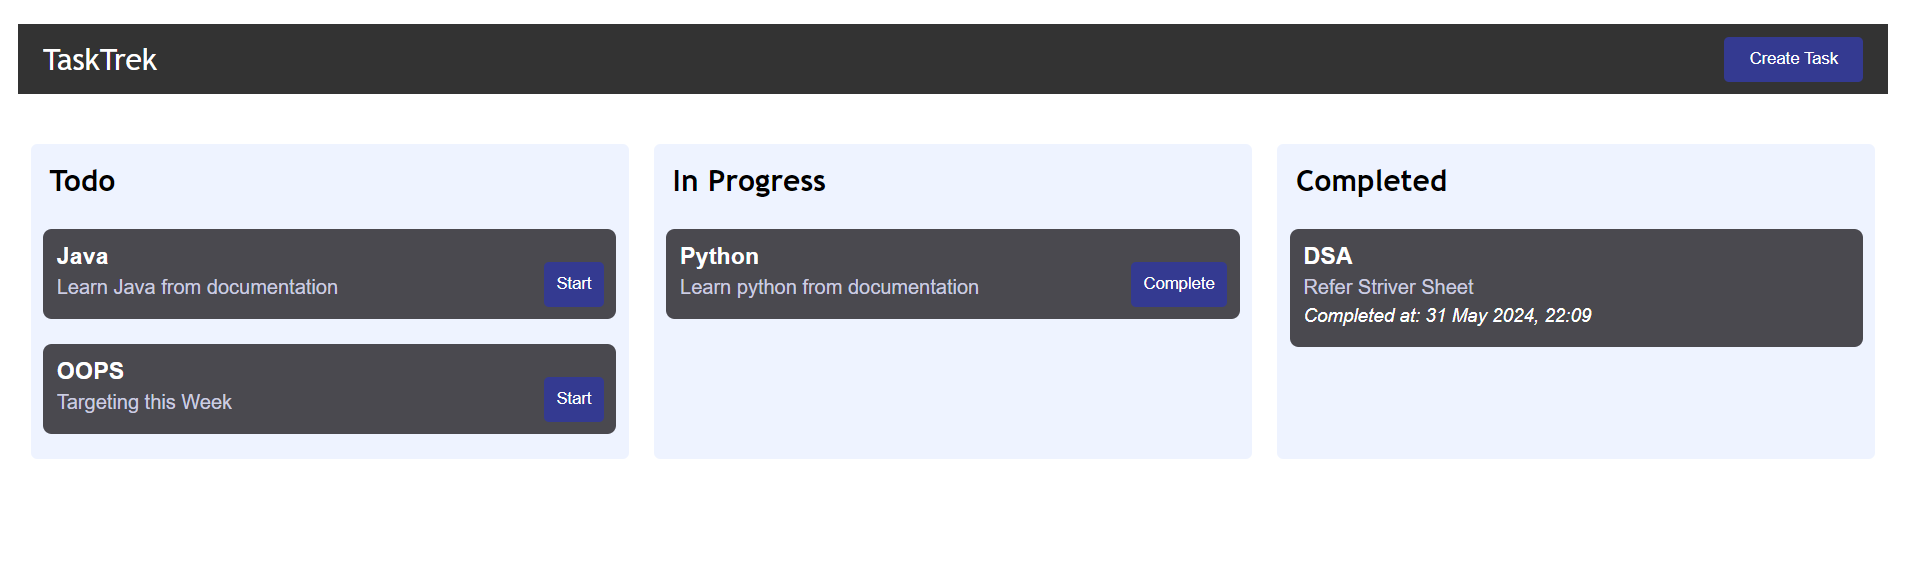 TaskTrek
Create Task
Todo
Java
Learn Java from documentation
Start
OOPS
Targeting this Week
Start
In Progress
Python
Learn python from documentation
Complete
Completed
DSA
Refer Striver Sheet
Completed at: 31 May 2024, 22:09